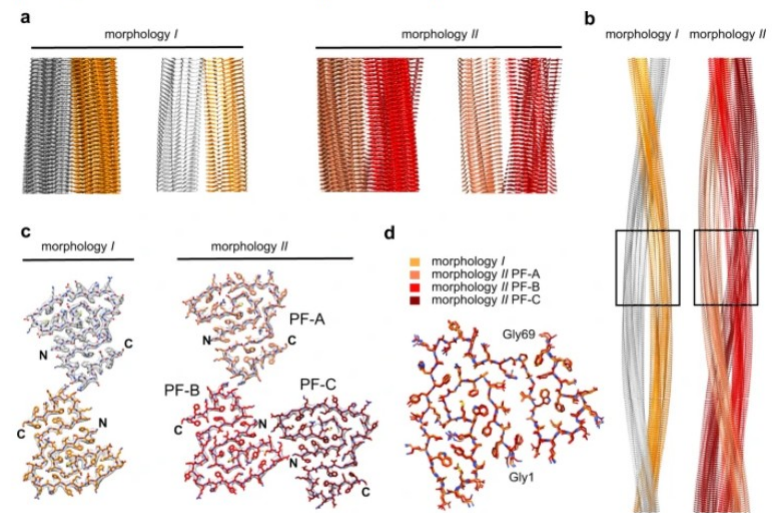 a
morphology I
morphology II
b
morphology I
morphology II
c
morphology I
morphology II
N
C
C
N
PF-A
C
N
PF-B
PF-C
C
N
N
C
d
morphology I
morphology II PF-A
morphology II PF-B
morphology II PF-C
Gly69
Gly1